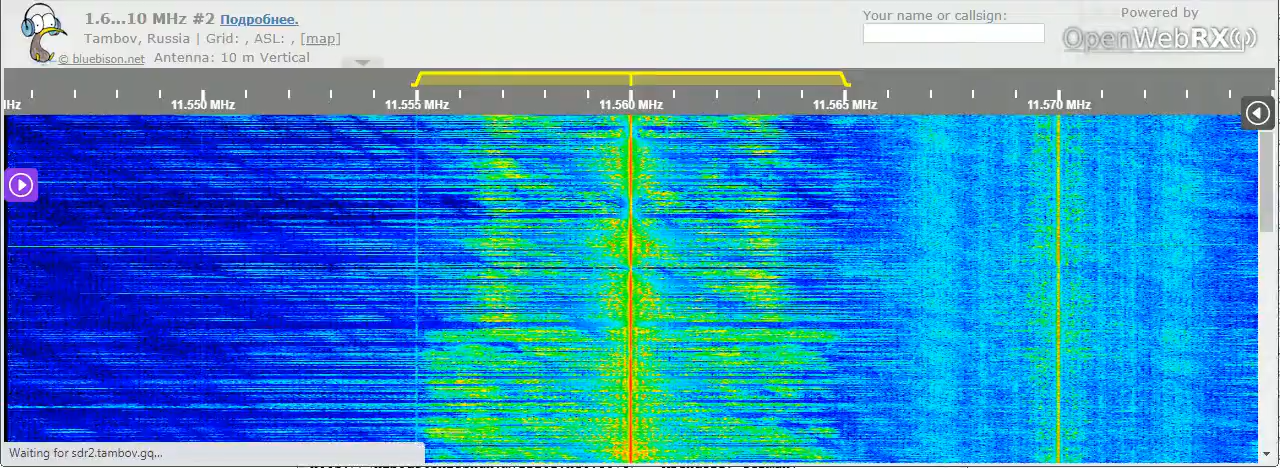 1.6...10 MHz #2 Подробнее.
Tambov, Russia | Grid: , ASL: , [map]
© bluebison.net Antenna: 10 m Vertical
Your name or callsign:
Powered by
OpenWebRX
Hz 11.550 MHz 11.555 MHz 11.560 MHz 11.565 MHz 11.570 MHz
Waiting for sdr2.tambov.gq...